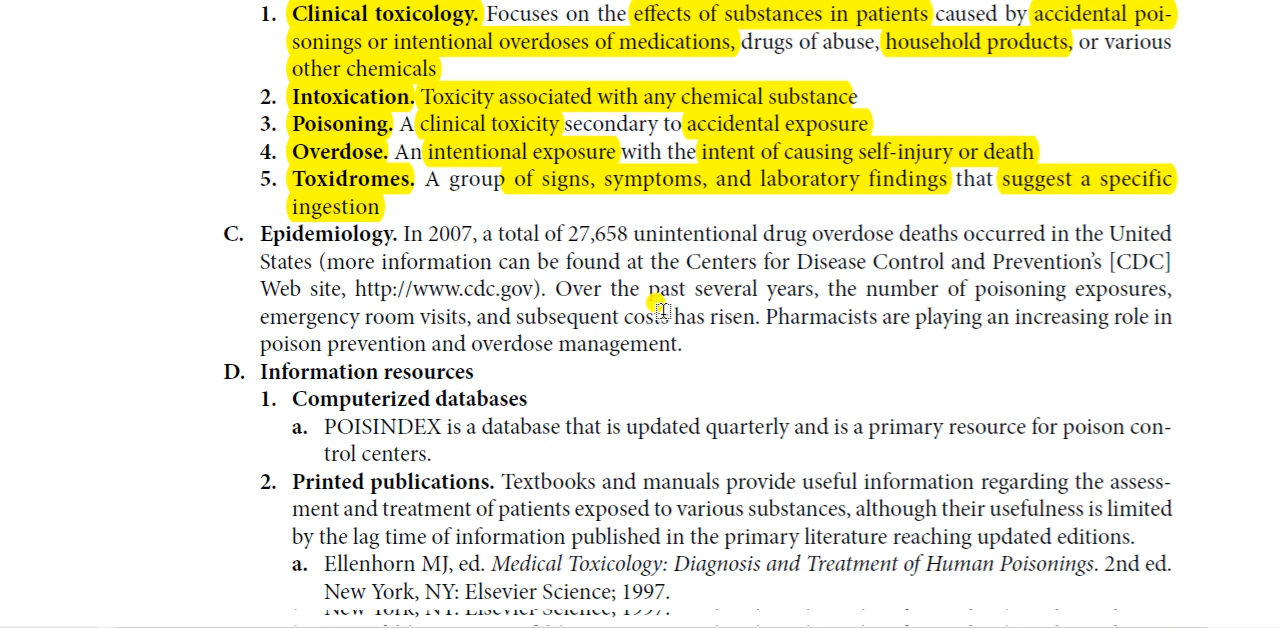 1. Clinical toxicology. Focuses on the effects of substances in patients caused by accidental poi-
sonings or intentional overdoses of medications, drugs of abuse, household products, or various
other chemicals
2. Intoxication. Toxicity associated with any chemical substance
3. Poisoning. A clinical toxicity secondary to accidental exposure
4. Overdose. An intentional exposure with the intent of causing self-injury or death
5. Toxidromes. A group of signs, symptoms, and laboratory findings that suggest a specific
ingestion
C. Epidemiology. In 2007, a total of 27,658 unintentional drug overdose deaths occurred in the United
States (more information can be found at the Centers for Disease Control and Prevention's [CDC]
Web site, http://www.cdc.gov). Over the past several years, the number of poisoning exposures,
emergency room visits, and subsequent costs has risen. Pharmacists are playing an increasing role in
poison prevention and overdose management.
D. Information resources
1. Computerized databases
a. POISINDEX is a database that is updated quarterly and is a primary resource for poison con-
trol centers.
2. Printed publications. Textbooks and manuals provide useful information regarding the assess-
ment and treatment of patients exposed to various substances, although their usefulness is limited
by the lag time of information published in the primary literature reaching updated editions.
a. Ellenhorn MJ, ed. Medical Toxicology: Diagnosis and Treatment of Human Poisonings. 2nd ed.
New York, NY: Elsevier Science; 1997.
New York, NY: Elsevier Science; 1997.